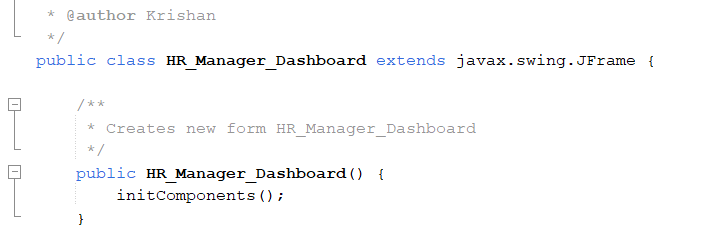 * @author Krishan
*/
public class HR_Manager_Dashboard extends javax.swing.JFrame {
/**
* Creates new form HR_Manager_Dashboard
*/
public HR_Manager_Dashboard() {
initComponents();
}